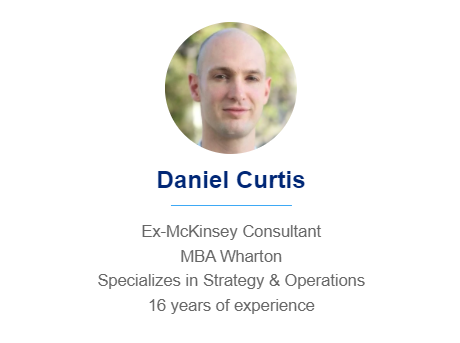 Daniel Curtis
Ex-McKinsey Consultant
MBA Wharton
Specializes in Strategy & Operations
16 years of experience